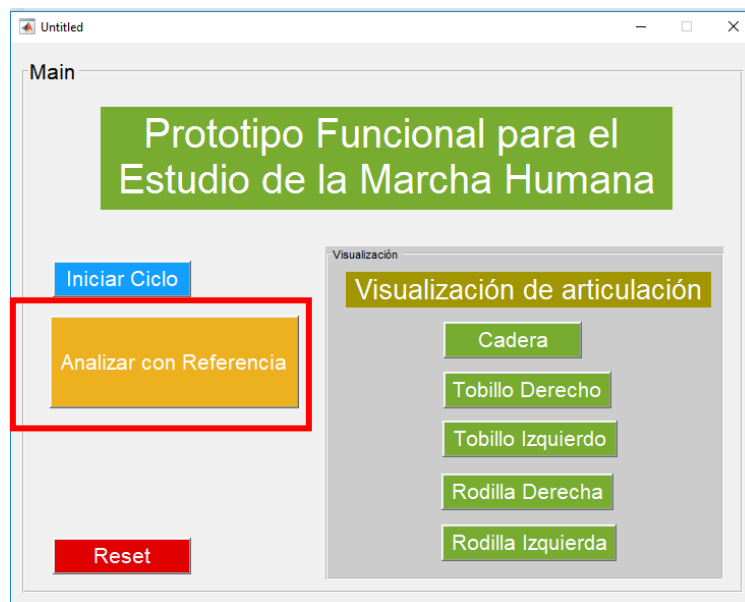 Untitled
Main
Prototipo Funcional para el
Estudio de la Marcha Humana
Iniciar Ciclo
Analizar con Referencia
Reset
Visualización
Visualización de articulación
Cadera
Tobillo Derecho
Tobillo Izquierdo
Rodilla Derecha
Rodilla Izquierda